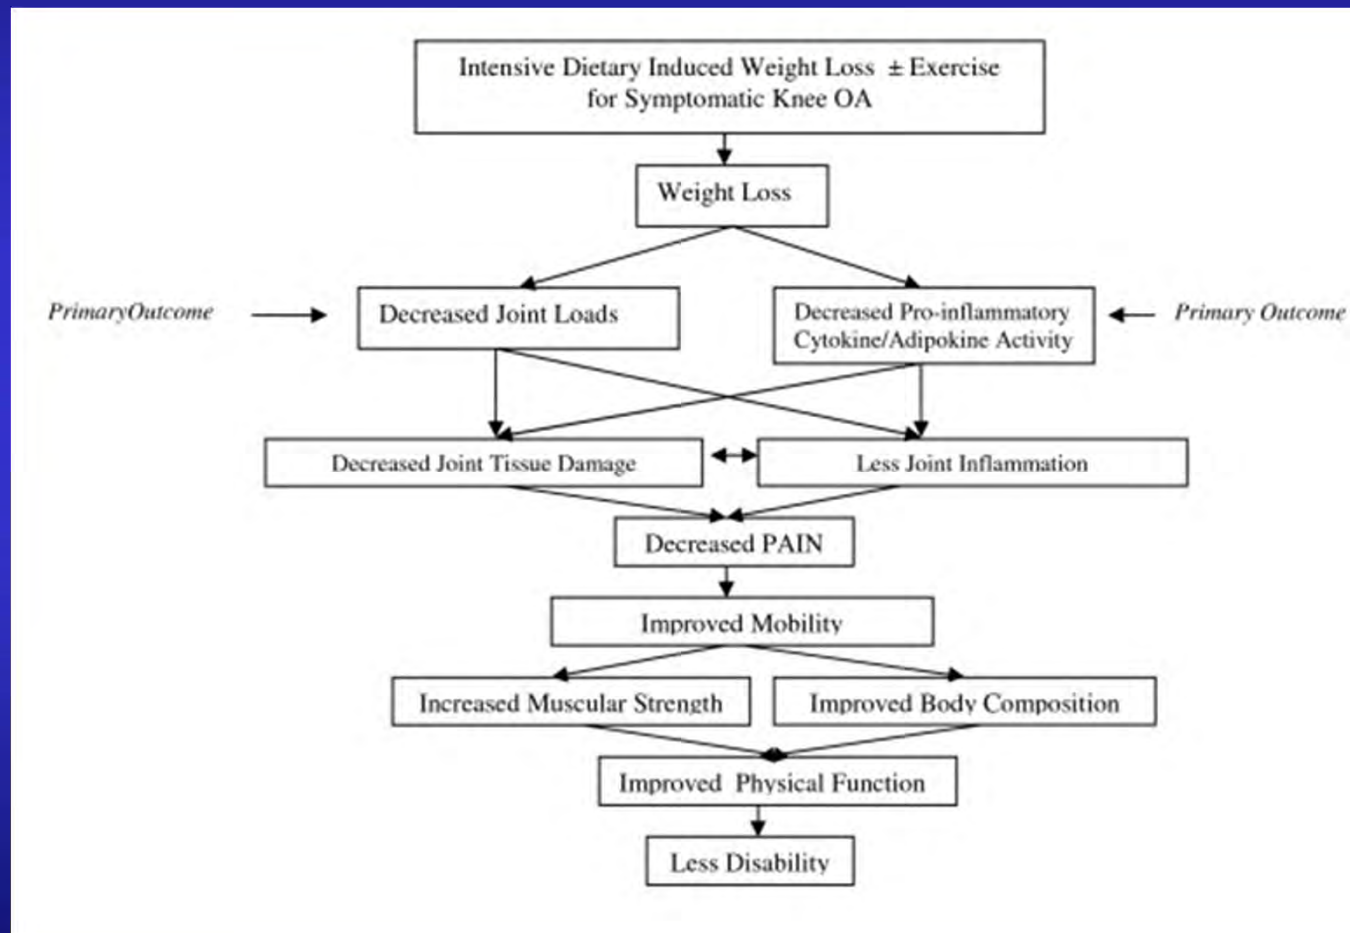 Intensive Dietary Induced Weight Loss ± Exercise
for Symptomatic Knee OA
Weight Loss
PrimaryOutcome
Decreased Joint Loads
Decreased Pro-inflammatory
Cytokine/Adipokine Activity
Primary Outcome
Decreased Joint Tissue Damage
Less Joint Inflammation
Decreased PAIN
Improved Mobility
Increased Muscular Strength
Improved Body Composition
Improved Physical Function
Less Disability